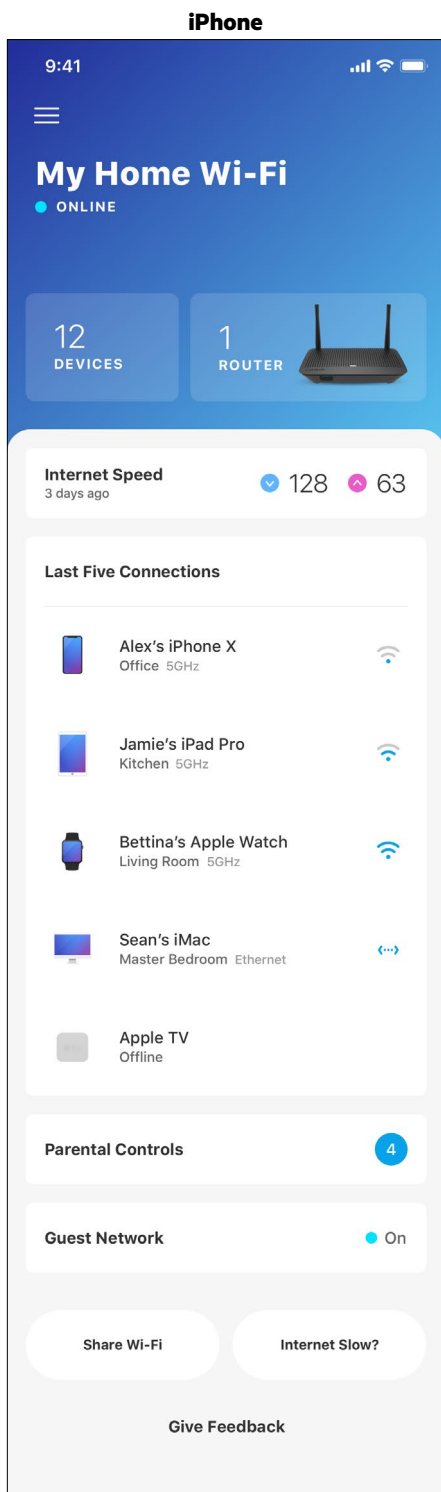 iPhone
9:41
My Home Wi-Fi
ONLINE
12
DEVICES
1
ROUTER
Internet Speed
3 days ago
128
63
Last Five Connections
Alex’s iPhone X
Office 5GHz
Jamie’s iPad Pro
Kitchen 5GHz
Bettina’s Apple Watch
Living Room 5GHz
Sean’s iMac
Master Bedroom Ethernet
Apple TV
Offline
Parental Controls
4
Guest Network
On
Share Wi-Fi
Internet Slow?
Give Feedback